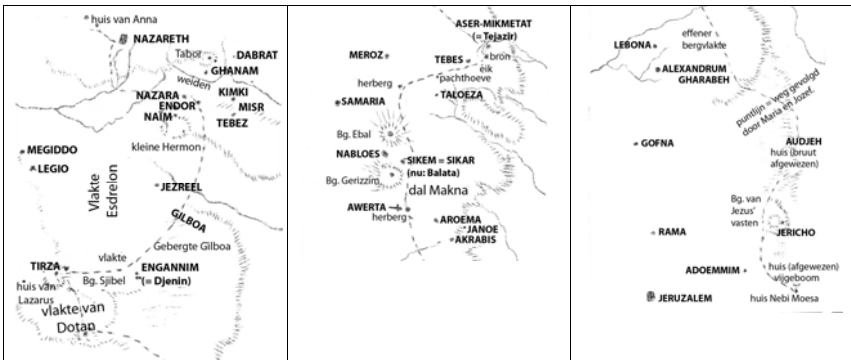 huis van Anna
NAZARETH
Tabor
DABRAT
GHANAM
weiden
KIMKI
NAZARA
ENDOR
MISR
NAÏM
TEBEZ
kleine Hermon
MEGIDDO
LEGIO
Vlakte
Esdrelon
JEZREEL
GILBOA
Gebergte Gilboa
vlakte
TIRZA
ENGANNIM
(= Djenin)
Bg. Sjibel
huis van
Lazarus
vlakte van
Dotan
ASER-MIKMETAT
(= Tejazir)
MEROZ
TEBES
bron
eik
pachthoeve
herberg
TALOEZA
SAMARIA
Bg. Ebal
NABLOES
SIKEM = SIKAR
(nu: Balata)
Bg. Gerizzim
dal Makna
AWERTA
herberg
AROEMA
JANOE
AKRABIS
effener
bergvlakte
LEBONA
ALEXANDRUM
GHARABEH
puntlijn = weg gevolgd
door Maria en Jozef.
GOFNA
AUDJEH
huis (bruut
afgewezen)
Bg. van
Jezus'
vasten
RAMA
JERICHO
ADOEMMIM
huis (afgewezen)
vijgeboom
JERUZALEM
huis Nebi Moesa